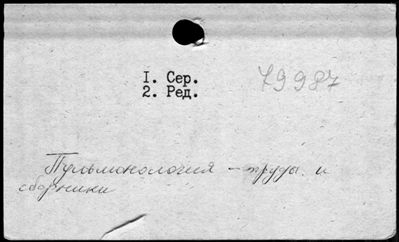 1. Сер.
79987
2. Ред.
Пульмонология – труды и
сборники